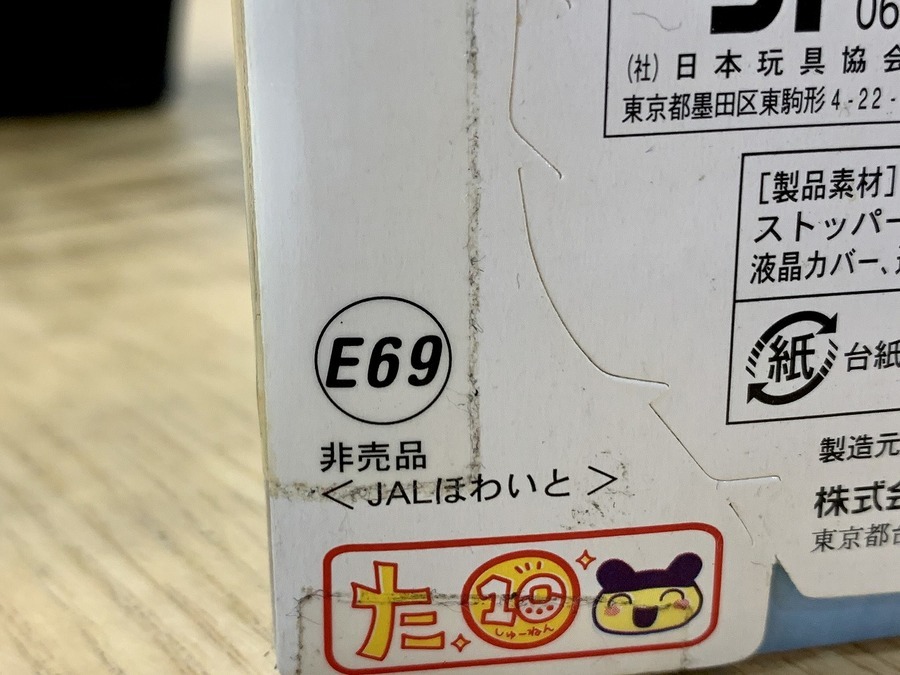 06
(社)日本玩具協会
東京都墨田区東駒形4-22-
[製品素材]
ストッパー
液晶カバー、
紙 台紙
E69
非売品
<JALほわいと>
製造元
株式会
東京都台
た 10
しゅーねん